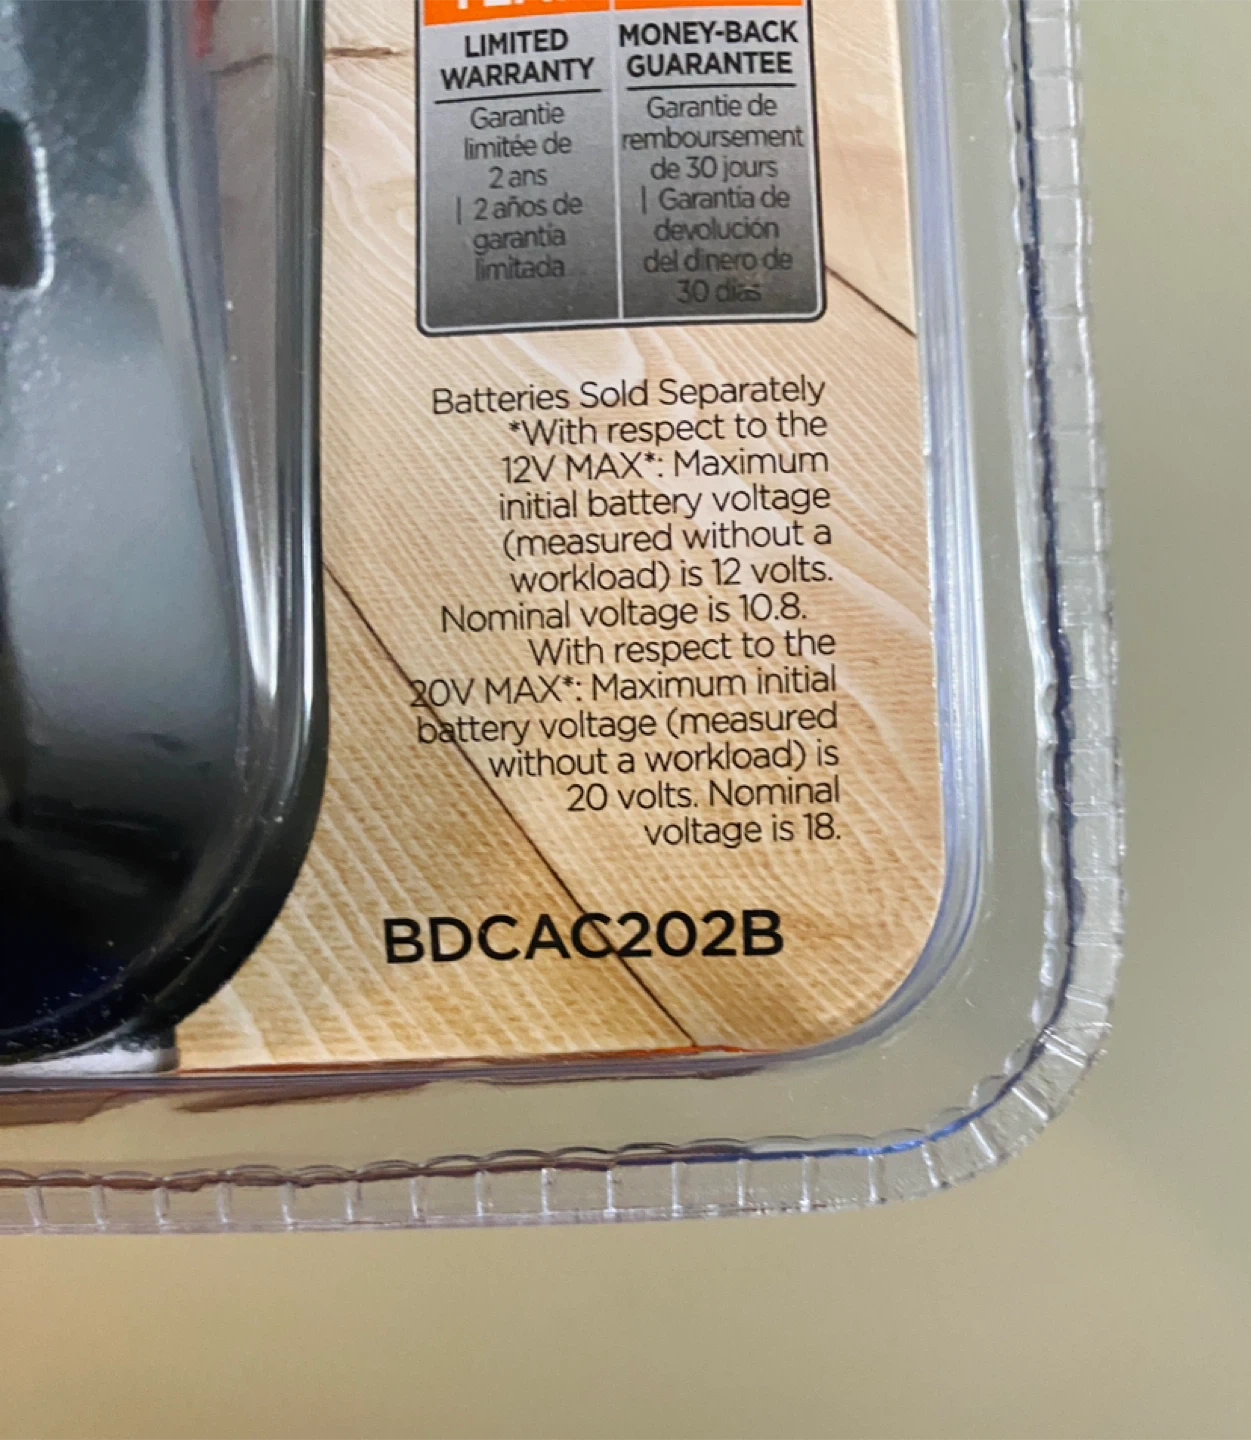 LIMITED
WARRANTY
Garantie
limitée de
2 ans
| 2 años de
garantía
limitada
MONEY-BACK
GUARANTEE
Garantie de
remboursement
de 30 jours
| Garantía de
devolución
del dinero de
30 días
Batteries Sold Separately
*With respect to the
12V MAX*: Maximum
initial battery voltage
(measured without a
workload) is 12 volts.
Nominal voltage is 10.8.
With respect to the
20V MAX*: Maximum initial
battery voltage (measured
without a workload) is
20 volts. Nominal
voltage is 18.
BDCAC202B